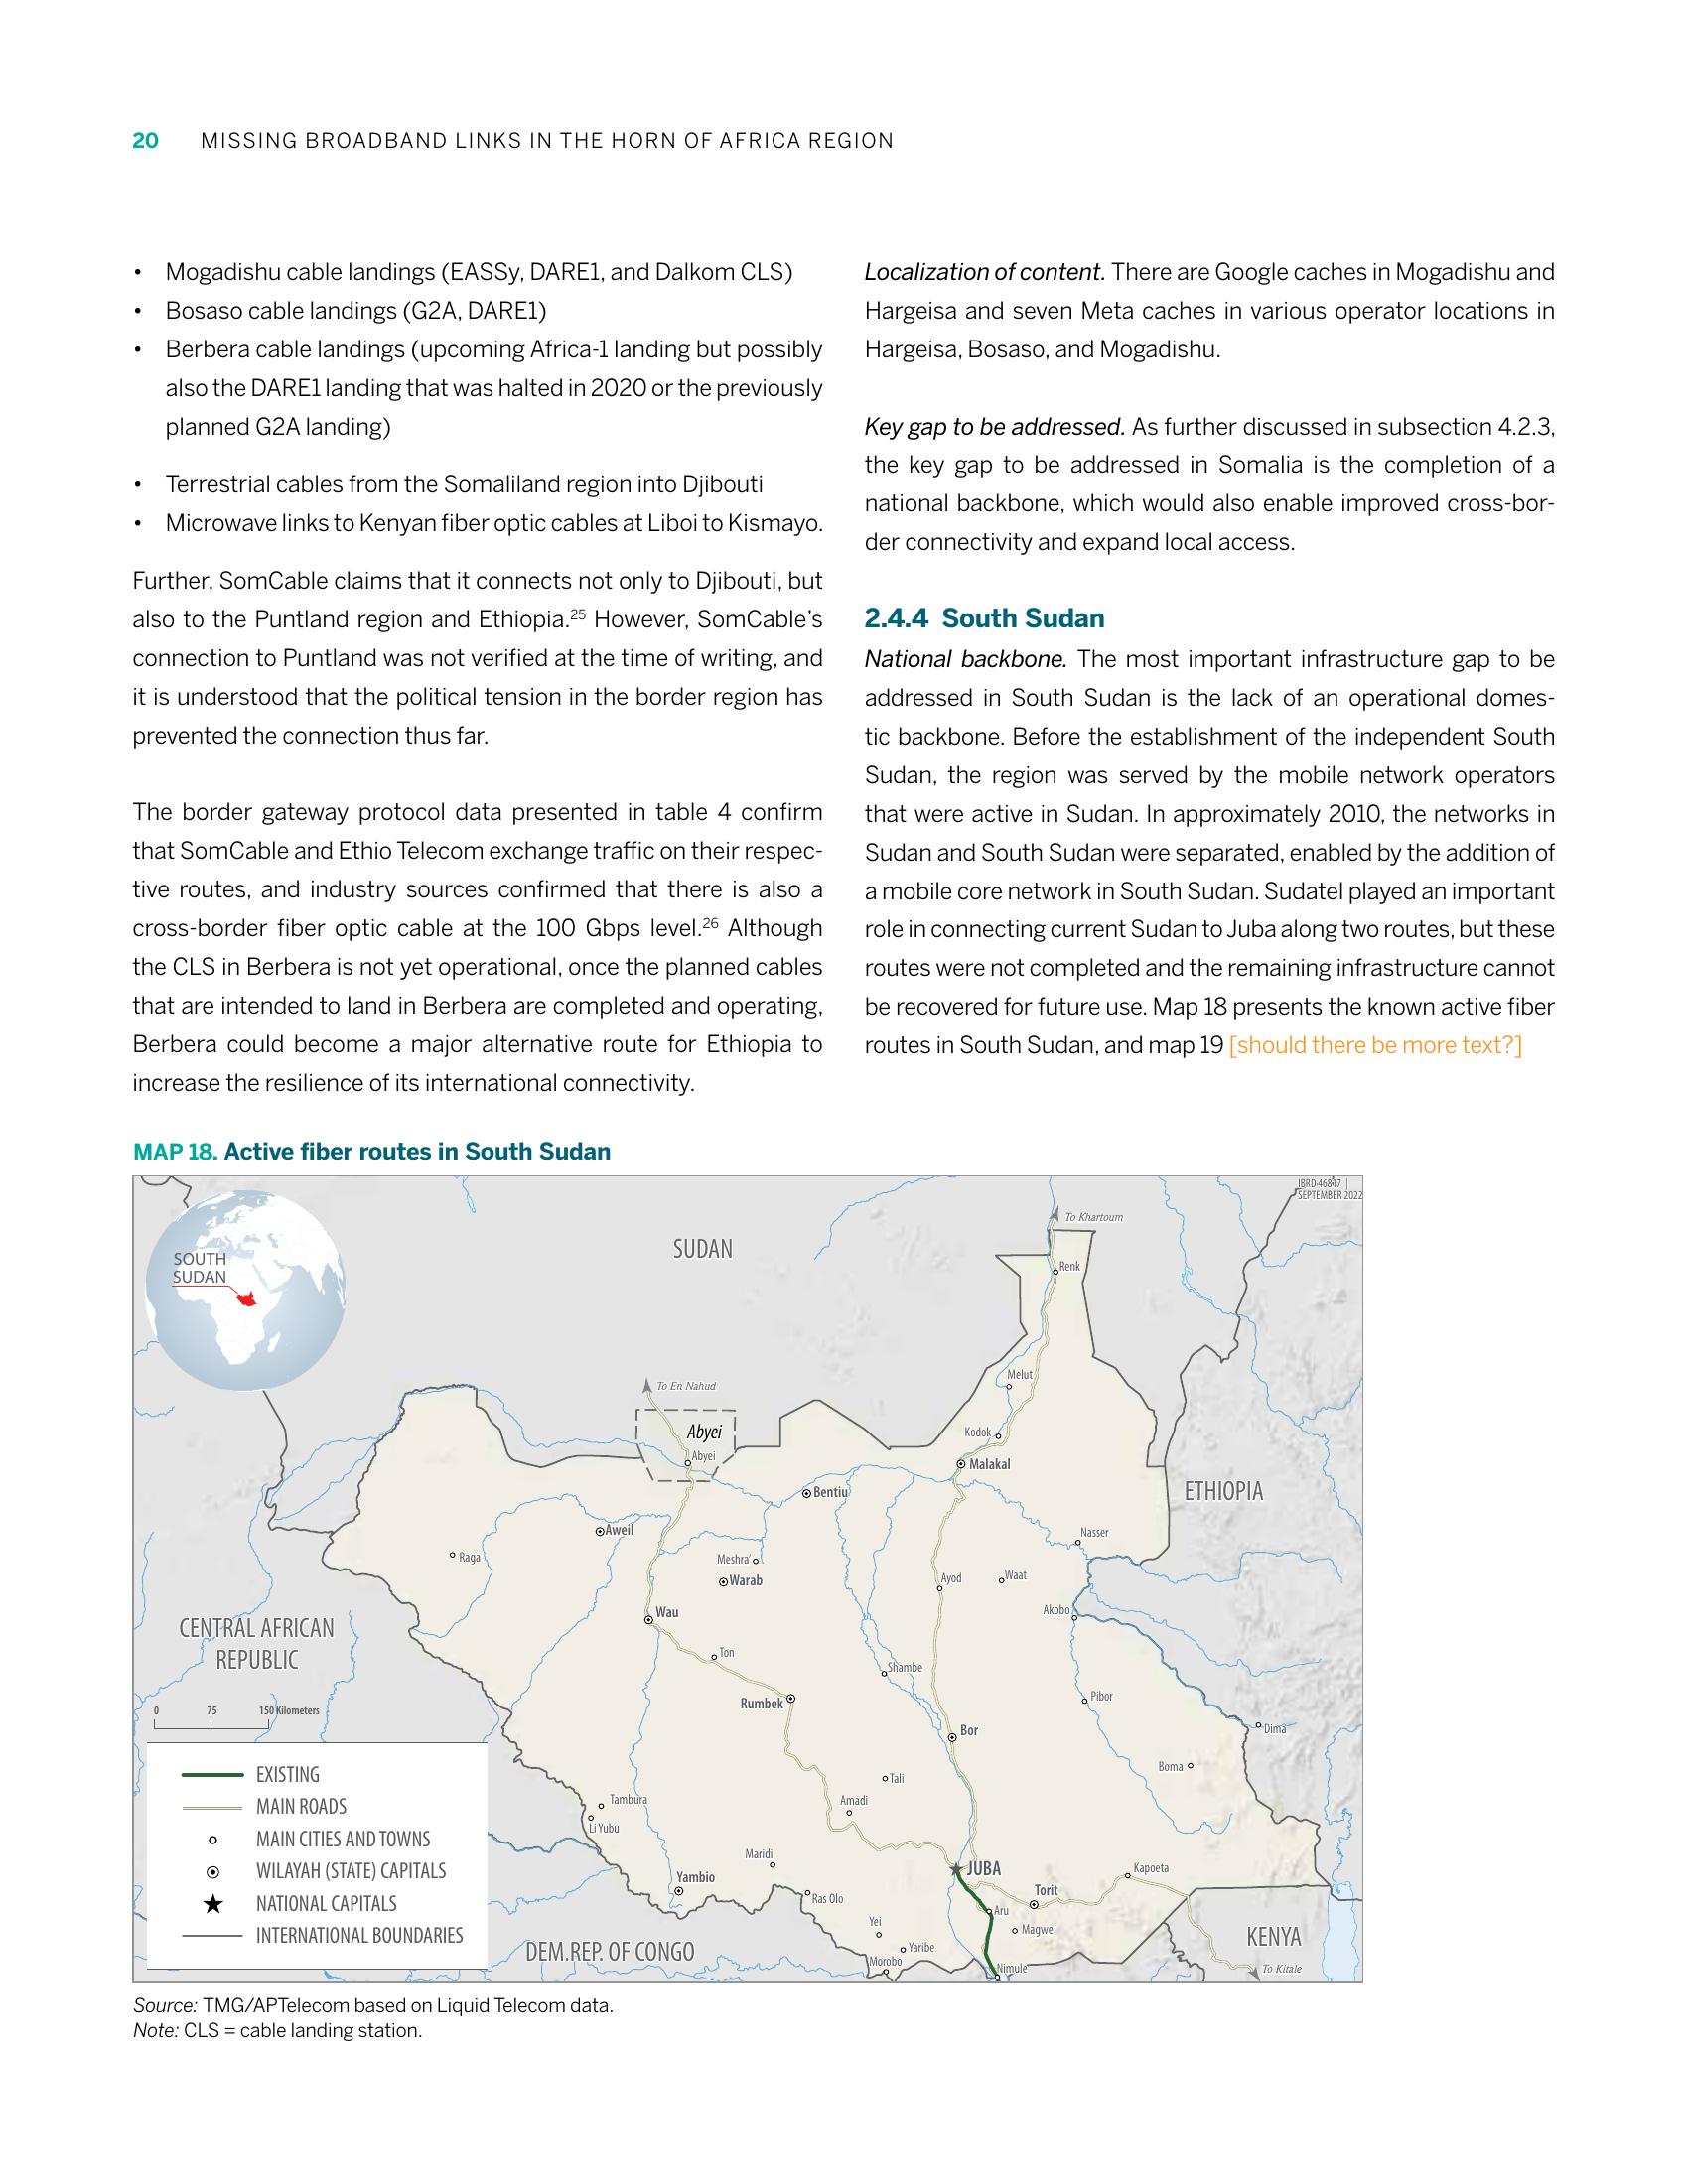 20 MISSING BROADBAND LINKS IN THE HORN OF AFRICA REGION
• Mogadishu cable landings (EASSy, DARE1, and Dalkom CLS)
• Bosaso cable landings (G2A, DARE1)
• Berbera cable landings (upcoming Africa-1 landing but possibly
also the DARE1 landing that was halted in 2020 or the previously
planned G2A landing)
• Terrestrial cables from the Somaliland region into Djibouti
• Microwave links to Kenyan fiber optic cables at Liboi to Kismayo.
Further, SomCable claims that it connects not only to Djibouti, but
also to the Puntland region and Ethiopia.25 However, SomCable's
connection to Puntland was not verified at the time of writing, and
it is understood that the political tension in the border region has
prevented the connection thus far.
The border gateway protocol data presented in table 4 confirm
that SomCable and Ethio Telecom exchange traffic on their respec-
tive routes, and industry sources confirmed that there is also a
cross-border fiber optic cable at the 100 Gbps level.26 Although
the CLS in Berbera is not yet operational, once the planned cables
that are intended to land in Berbera are completed and operating,
Berbera could become a major alternative route for Ethiopia to
increase the resilience of its international connectivity.
Localization of content. There are Google caches in Mogadishu and
Hargeisa and seven Meta caches in various operator locations in
Hargeisa, Bosaso, and Mogadishu.
Key gap to be addressed. As further discussed in subsection 4.2.3,
the key gap to be addressed in Somalia is the completion of a
national backbone, which would also enable improved cross-bor-
der connectivity and expand local access.
2.4.4 South Sudan
National backbone. The most important infrastructure gap to be
addressed in South Sudan is the lack of an operational domes-
tic backbone. Before the establishment of the independent South
Sudan, the region was served by the mobile network operators
that were active in Sudan. In approximately 2010, the networks in
Sudan and South Sudan were separated, enabled by the addition of
a mobile core network in South Sudan. Sudatel played an important
role in connecting current Sudan to Juba along two routes, but these
routes were not completed and the remaining infrastructure cannot
be recovered for future use. Map 18 presents the known active fiber
routes in South Sudan, and map 19 [should there be more text?]
MAP 18. Active fiber routes in South Sudan
IBRD 46847 |
SEPTEMBER 2022
To Khartoum
SUDAN
SOUTH
SUDAN
Renk
Melut
To En Nahud
Abyei
Kodok
Abyei
Malakal
ETHIOPIA
Bentiu
Aweil
Nasser
Raga
Meshra'
Warab
Ayod
Waat
Akobo
Wau
CENTRAL AFRICAN
REPUBLIC
Ton
Shambe
Rumbek
Pibor
0 75 150 Kilometers
Bor
Dima
Boma
Tali
Tambura
Amadi
Li Yubu
Maridi
JUBA
Kapoeta
Yambio
Torit
Ras Olo
Aru
Yei
Magwe
Yaribe
KENYA
DEM.REP. OF CONGO
Morobo
Nimule
To Kitale
EXISTING
MAIN ROADS
MAIN CITIES AND TOWNS
WILAYAH (STATE) CAPITALS
NATIONAL CAPITALS
INTERNATIONAL BOUNDARIES
Source: TMG/APTelecom based on Liquid Telecom data.
Note: CLS = cable landing station.